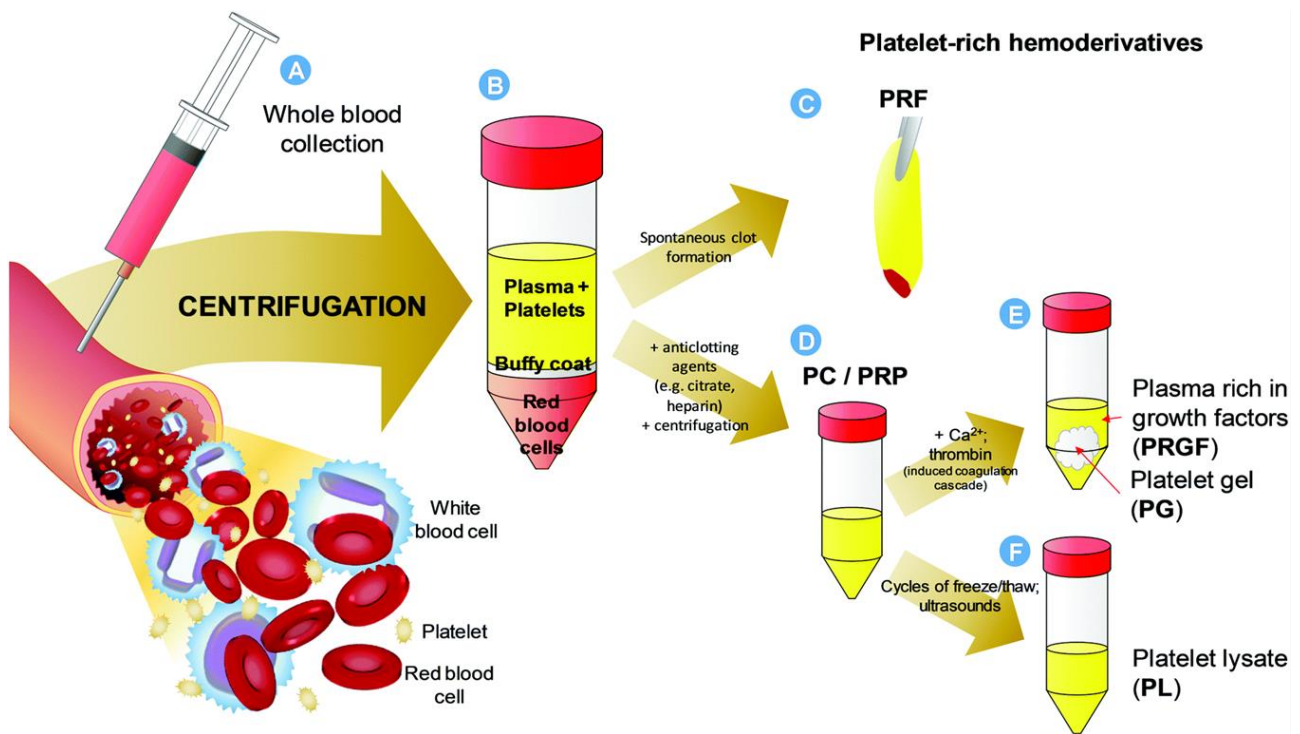 Platelet-rich hemoderivatives
A
Whole blood
collection
CENTRIFUGATION
B
Plasma +
Platelets
Buffy coat
Red
blood
cells
Spontaneous clot
formation
C
PRF
+ anticlotting
agents
(e.g. citrate,
heparin)
+ centrifugation
D
PC / PRP
+ Ca²⁺;
thrombin
(induced coagulation
cascade)
E
Plasma rich in
growth factors
(PRGF)
Platelet gel
(PG)
Cycles of freeze/thaw;
ultrasounds
F
Platelet lysate
(PL)
White
blood cell
Platelet
Red blood
cell